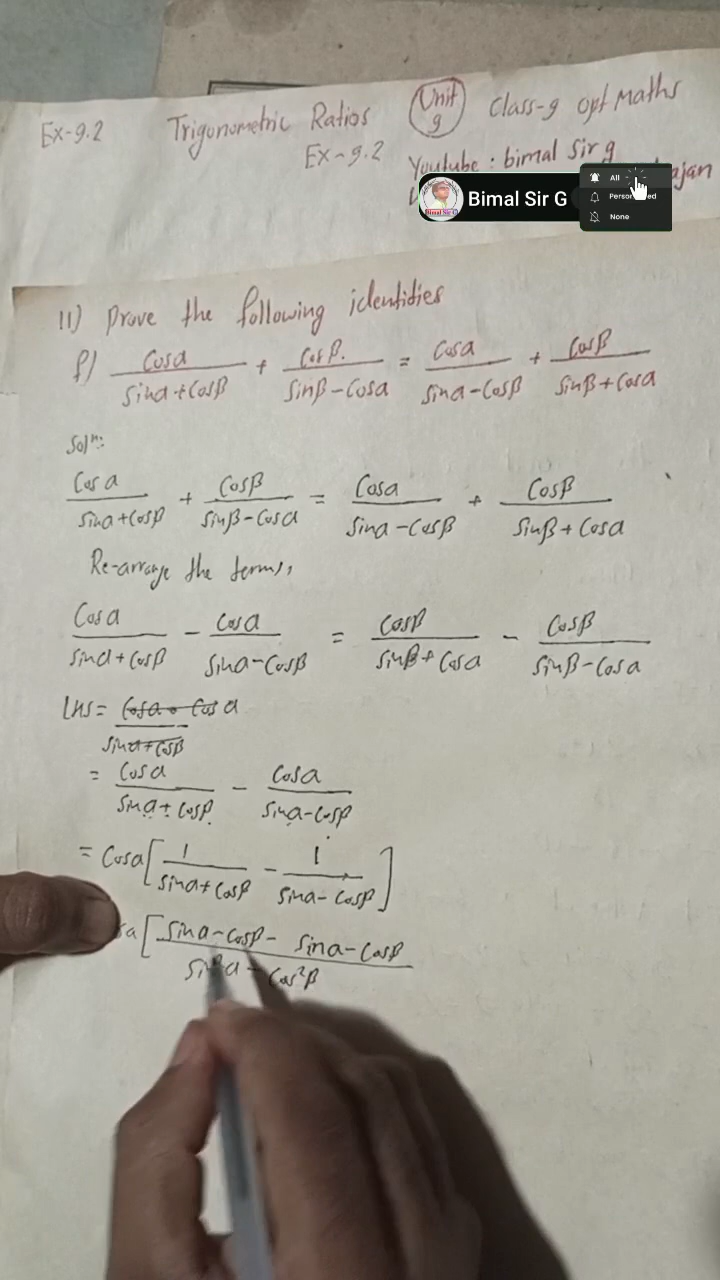 Ex-9.2 Trigonometric Ratios Unit 9 Class-9 opt Maths
Ex-9.2 Youtube : bimal sir g
ajan
Bimal Sir G
All
None
11) Prove the following identities
f) Cosα/(Sinα+Cosβ) + Cosβ/(Sinβ-Cosα) = Cosα/(Sinα-Cosβ) + Cosβ/(Sinβ+Cosα)
Solⁿ:
Cosα/(Sinα+Cosβ) + Cosβ/(Sinβ-Cosα) = Cosα/(Sinα-Cosβ) + Cosβ/(Sinβ+Cosα)
Re-arrange the terms,
Cosα/(Sinα+Cosβ) - Cosα/(Sinα-Cosβ) = Cosβ/(Sinβ+Cosα) - Cosβ/(Sinβ-Cosα)
LHS =
= Cosα/(Sinα+Cosβ) - Cosα/(Sinα-Cosβ)
= Cosα[1/(Sinα+Cosβ) - 1/(Sinα-Cosβ)]
[(Sinα-Cosβ - Sinα-Cosβ)/(Sin²α - Cos²β)